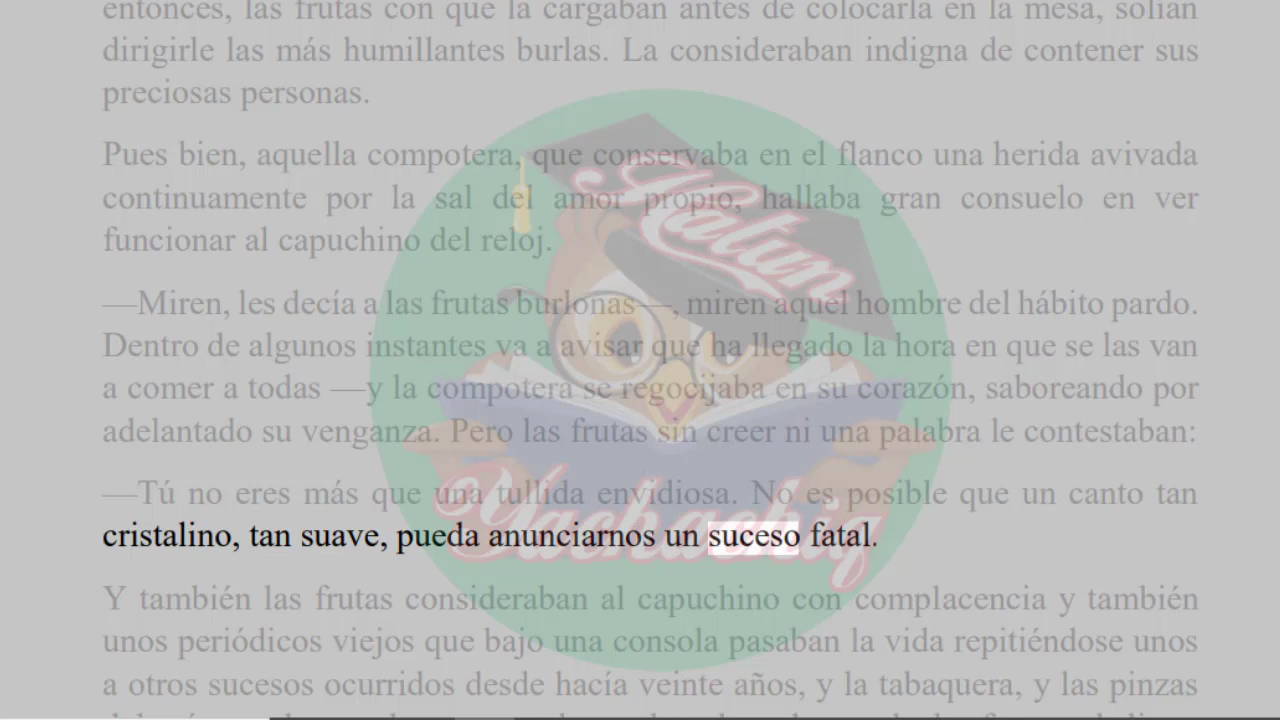 entonces, las frutas con que la cargaban antes de colocarla en la mesa, solían
dirigirle las más humillantes burlas. La consideraban indigna de contener sus
preciosas personas.
Pues bien, aquella compotera, que conservaba en el flanco una herida avivada
continuamente por la sal del amor propio, hallaba gran consuelo en ver
funcionar al capuchino del reloj.
—Miren, les decía a las frutas burlonas—, miren aquel hombre del hábito pardo.
Dentro de algunos instantes va a avisar que ha llegado la hora en que se las van
a comer a todas —y la compotera se regocijaba en su corazón, saboreando por
adelantado su venganza. Pero las frutas sin creer ni una palabra le contestaban:
—Tú no eres más que una tullida envidiosa. No es posible que un canto tan
cristalino, tan suave, pueda anunciarnos un suceso fatal.
Y también las frutas consideraban al capuchino con complacencia y también
unos periódicos viejos que bajo una consola pasaban la vida repitiéndose unos
a otros sucesos ocurridos desde hacía veinte años, y la tabaquera, y las pinzas
Hatun
Yachachiq